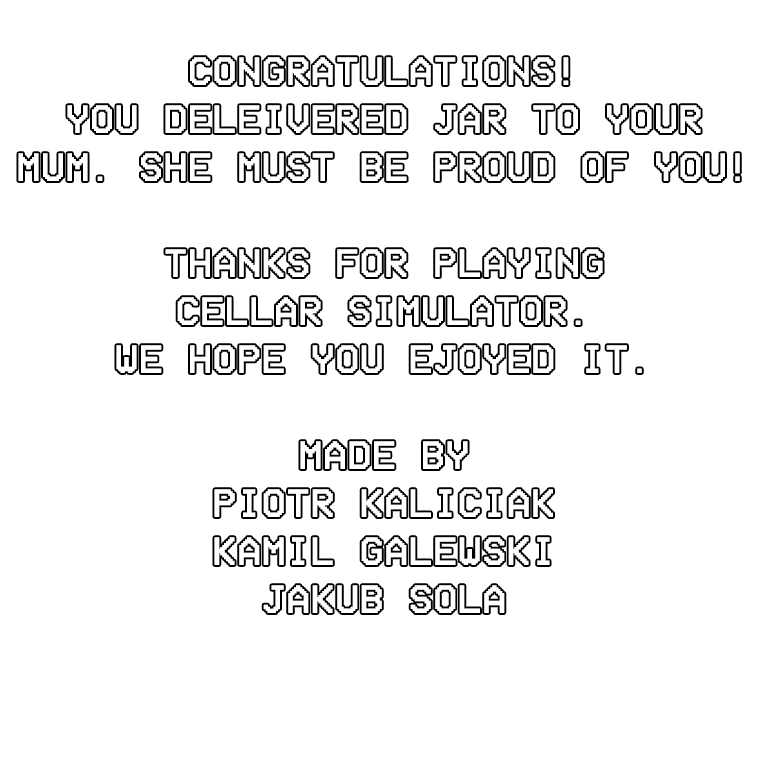 CONGRATULATIONS!
YOU DELEIVERED JAR TO YOUR
MUM. SHE MUST BE PROUD OF YOU!
THANKS FOR PLAYING
CELLAR SIMULATOR.
WE HOPE YOU EJOYED IT.
MADE BY
PIOTR KALICIAK
KAMIL GALEWSKI
JAKUB SOLA